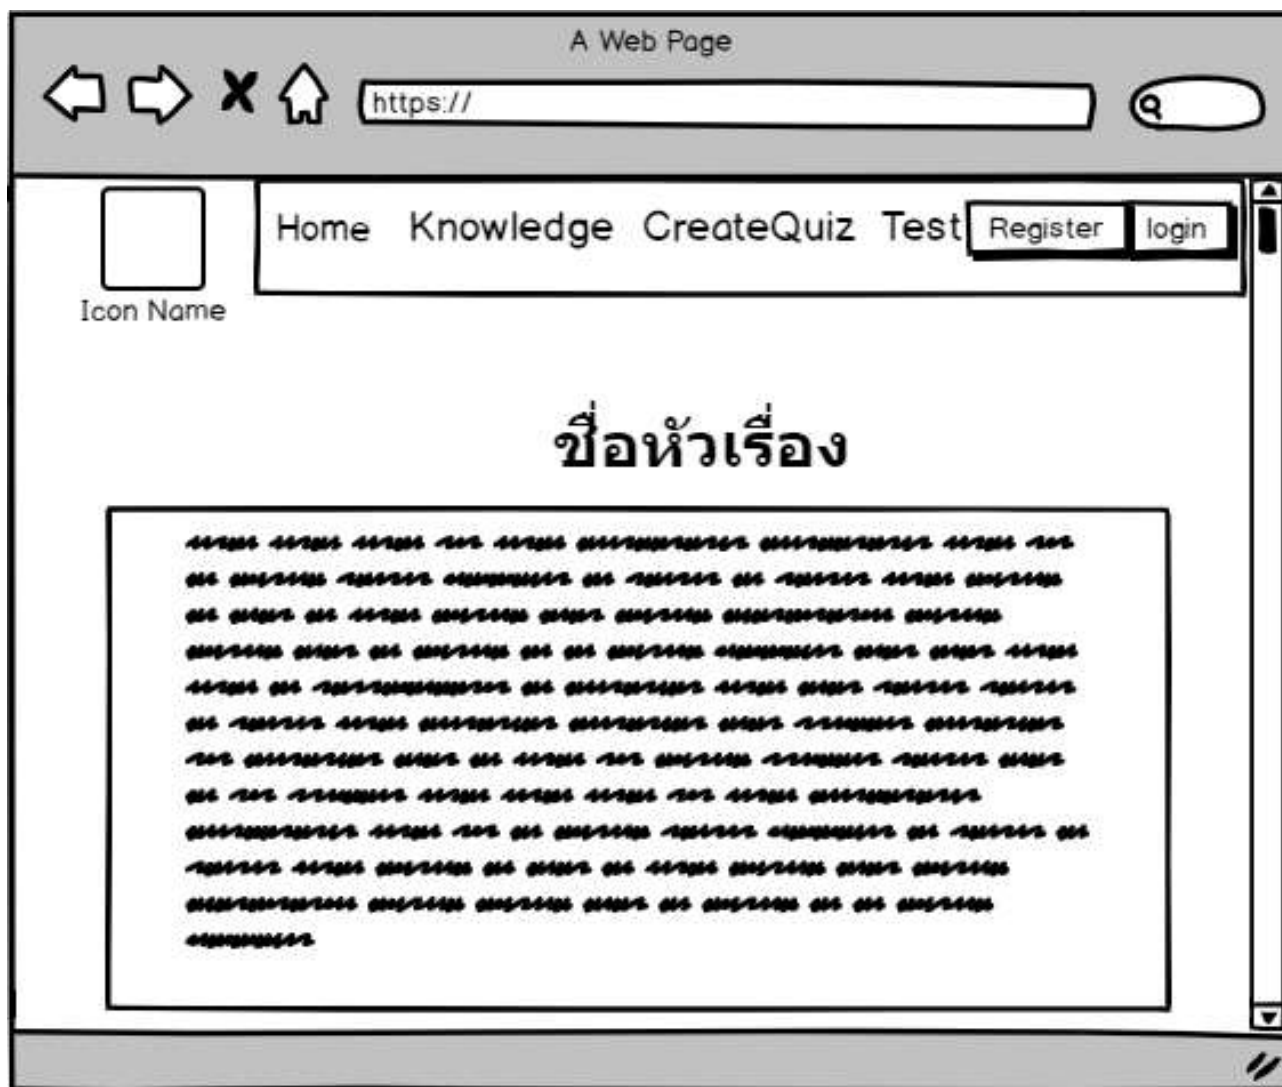 A Web Page
https://
Home Knowledge CreateQuiz Test Register login
Icon Name
ชื่อหัวเรื่อง